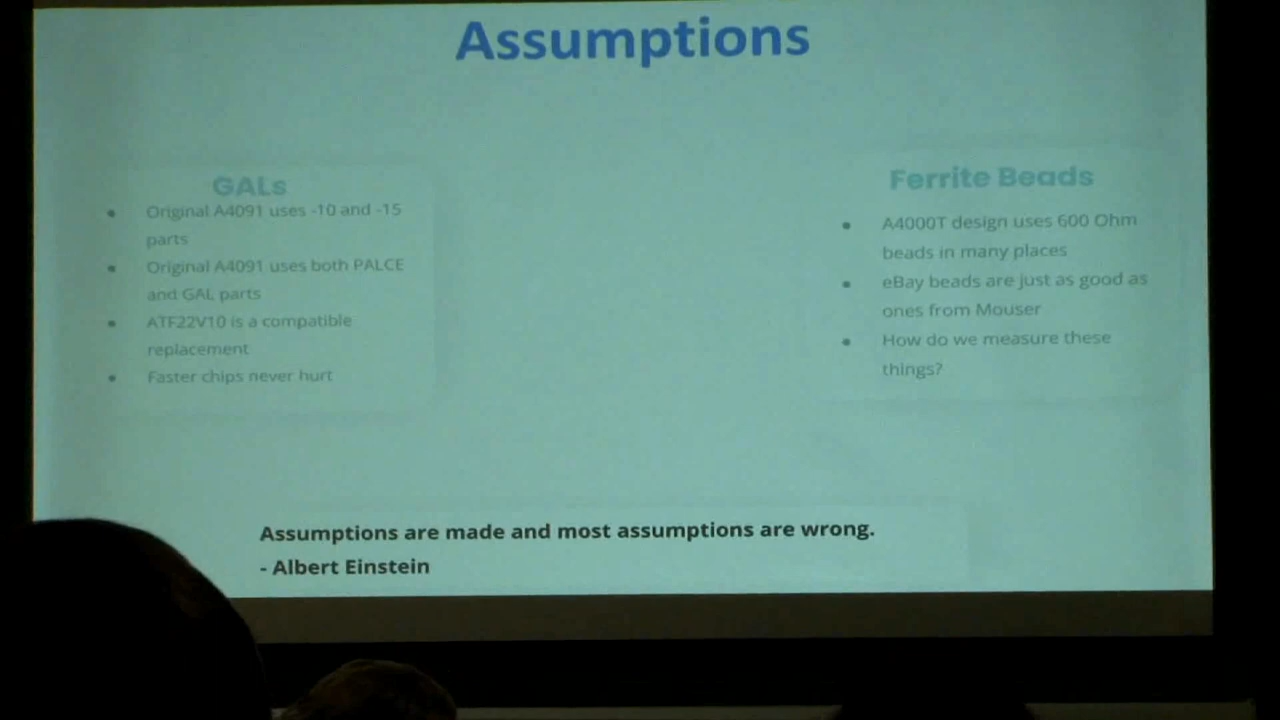 Assumptions
GALs
Original A4091 uses -10 and -15
parts
Original A4091 uses both PALCE
and GAL parts
ATF22V10 is a compatible
replacement
Faster chips never hurt
Ferrite Beads
A4000T design uses 600 Ohm
beads in many places
eBay beads are just as good as
ones from Mouser
How do we measure these
things?
Assumptions are made and most assumptions are wrong.
- Albert Einstein